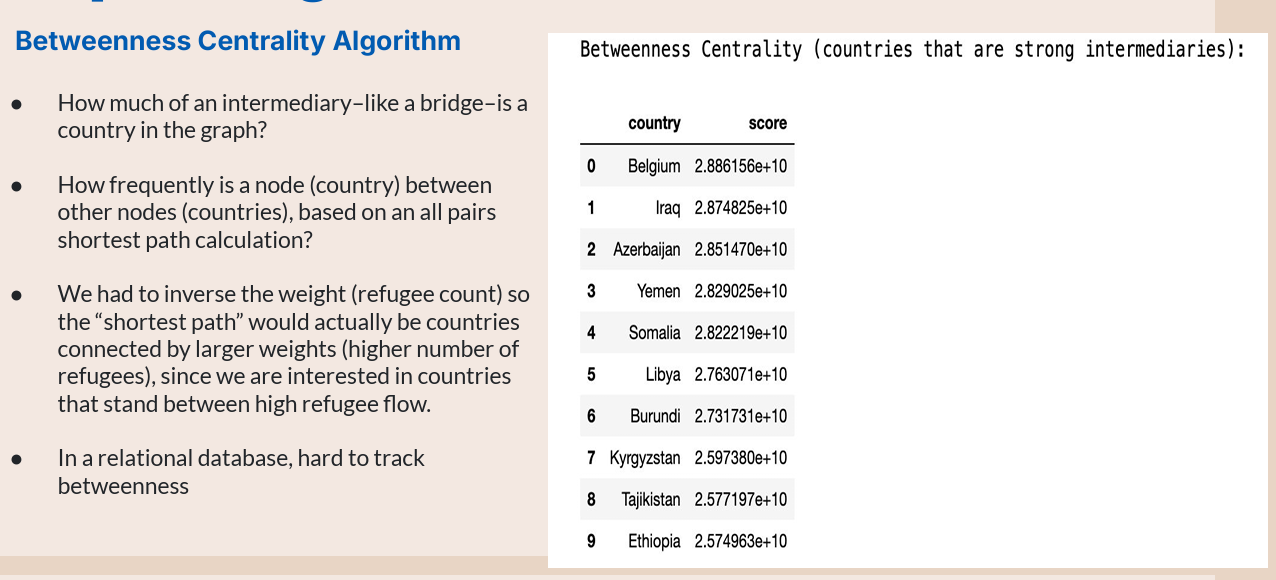 Betweenness Centrality Algorithm
● How much of an intermediary–like a bridge–is a
country in the graph?
● How frequently is a node (country) between
other nodes (countries), based on an all pairs
shortest path calculation?
● We had to inverse the weight (refugee count) so
the “shortest path” would actually be countries
connected by larger weights (higher number of
refugees), since we are interested in countries
that stand between high refugee flow.
● In a relational database, hard to track
betweenness
Betweenness Centrality (countries that are strong intermediaries):
country score
0 Belgium 2.886156e+10
1 Iraq 2.874825e+10
2 Azerbaijan 2.851470e+10
3 Yemen 2.829025e+10
4 Somalia 2.822219e+10
5 Libya 2.763071e+10
6 Burundi 2.731731e+10
7 Kyrgyzstan 2.597380e+10
8 Tajikistan 2.577197e+10
9 Ethiopia 2.574963e+10